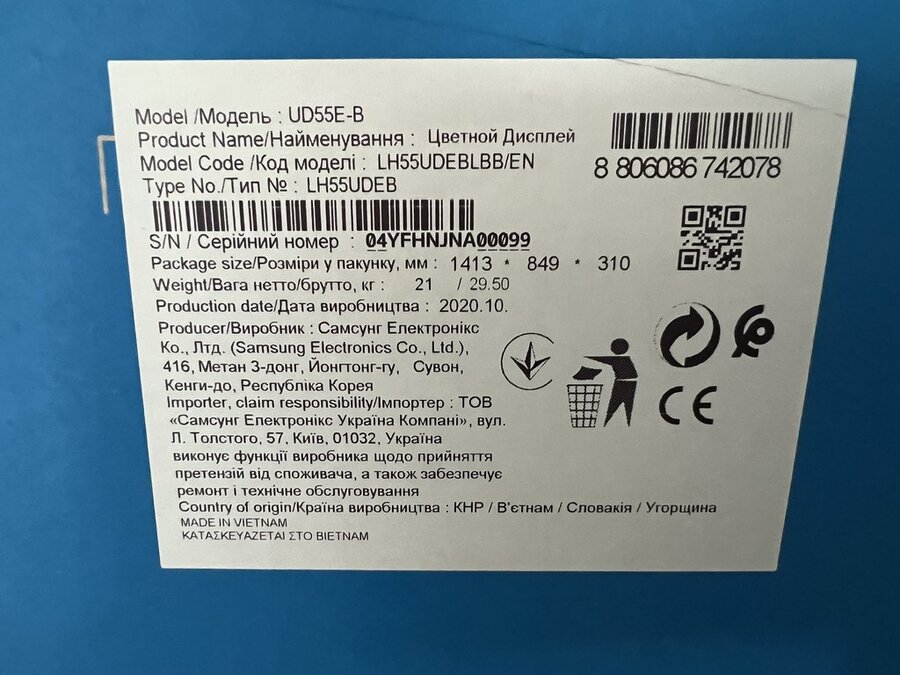 Model /Модель : UD55E-B
Product Name/Найменування : Цветной Дисплей
Model Code /Код моделі : LH55UDEBLBB/EN
Type No./Тип № : LH55UDEB
8 806086 742078
S/N / Серійний номер : 04YFHNJNA00099
Package size/Розміри у пакунку, мм : 1413 * 849 * 310
Weight/Вага нетто/брутто, кг : 21 / 29.50
Production date/Дата виробництва : 2020.10.
Producer/Виробник : Самсунг Електронікс
Ко., Лтд. (Samsung Electronics Co., Ltd.),
416, Метан 3-донг, Йонгтонг-гу, Сувон,
Кенги-до, Республіка Корея
Importer, claim responsibility/Імпортер : ТОВ
«Самсунг Електронікс Україна Компані», вул.
Л. Толстого, 57, Київ, 01032, Україна
виконує функції виробника щодо прийняття
претензій від споживача, а також забезпечує
ремонт і технічне обслуговування
Country of origin/Країна виробництва : КНР / В'єтнам / Словакія / Угорщина
MADE IN VIETNAM
ΚΑΤΑΣΚΕΥΑΖΕΤΑΙ ΣΤΟ ΒΙΕΤΝΑΜ
CE